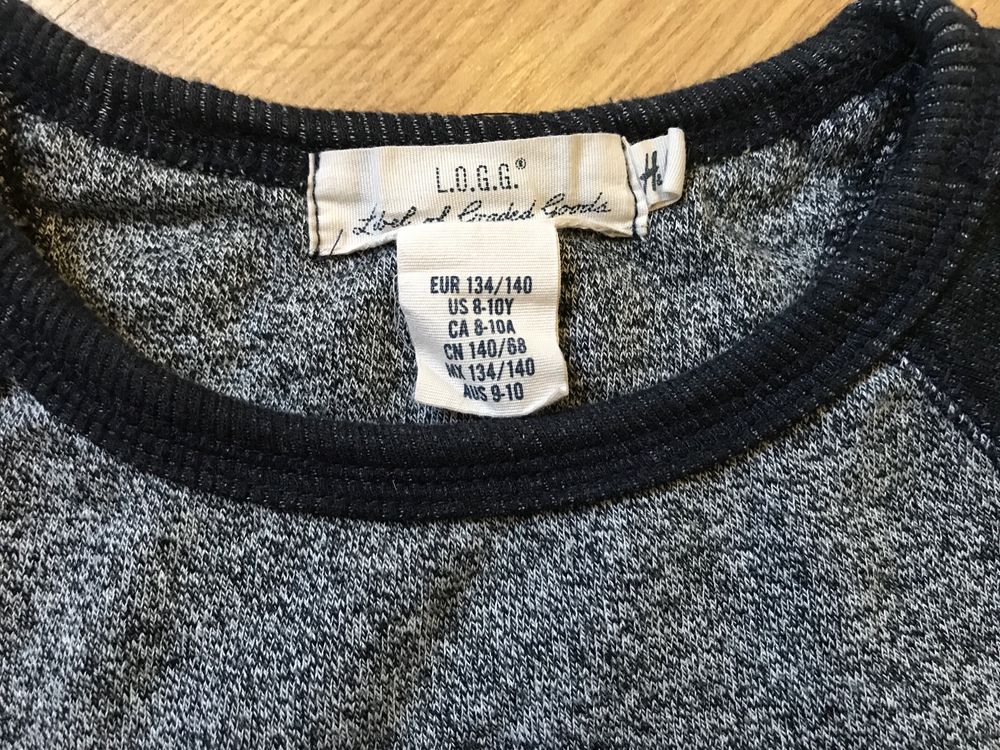 L.O.G.G.®
Label of Graded Goods
H
EUR 134/140
US 8-10Y
CA 8-10A
CN 140/68
MX 134/140
AUS 9-10